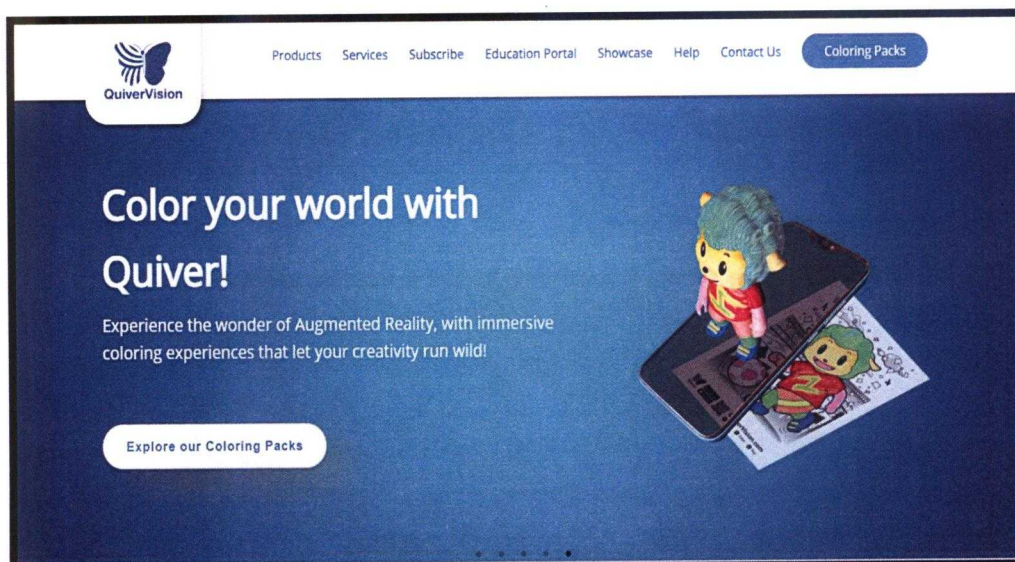 QuiverVision
Products Services Subscribe Education Portal Showcase Help Contact Us Coloring Packs
Color your world with
Quiver!
Experience the wonder of Augmented Reality, with immersive
coloring experiences that let your creativity run wild!
Explore our Coloring Packs